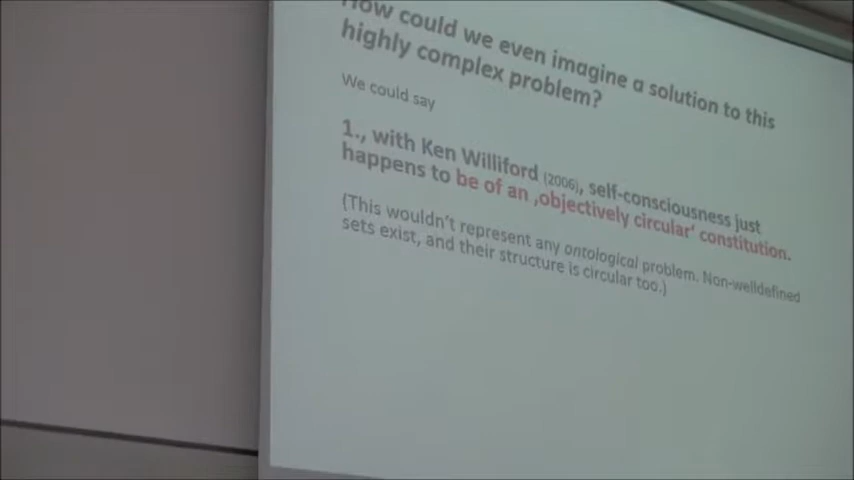 How could we even imagine a solution to this
highly complex problem?
We could say
1., with Ken Williford (2006), self-consciousness just
happens to be of an ‚objectively circular‘ constitution.
(This wouldn't represent any ontological problem. Non-welldefined
sets exist, and their structure is circular too.)